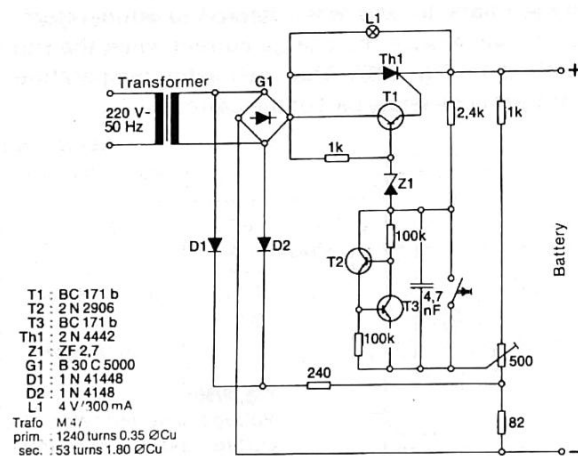 L1
Th1
+
Transformer
G1
T1
220 V~
50 Hz
2,4k
1k
1k
Z1
100k
D1
D2
T2
Battery
4,7
nF
T3
100k
500
240
82
−
T1 : BC 171 b
T2 : 2 N 2906
T3 : BC 171 b
Th1 : 2 N 4442
Z1 : ZF 2,7
G1 : B 30 C 5000
D1 : 1 N 41448
D2 : 1 N 4148
L1 4 V/300 mA
Trafo M 47
prim. : 1240 turns 0.35 ØCu
sec. : 53 turns 1.80 ØCu